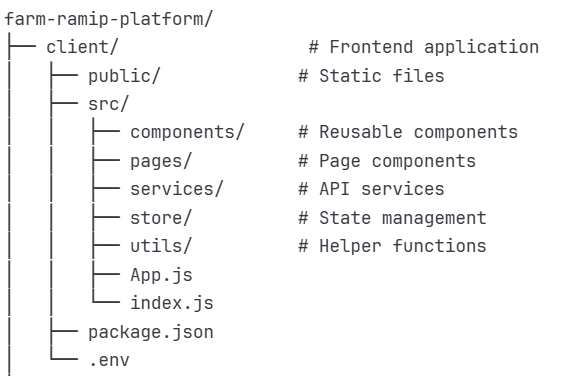 farm-ramip-platform/
├── client/                  # Frontend application
│   ├── public/             # Static files
│   ├── src/
│   │   ├── components/     # Reusable components
│   │   ├── pages/          # Page components
│   │   ├── services/       # API services
│   │   ├── store/          # State management
│   │   ├── utils/          # Helper functions
│   │   ├── App.js
│   │   └── index.js
│   ├── package.json
│   └── .env